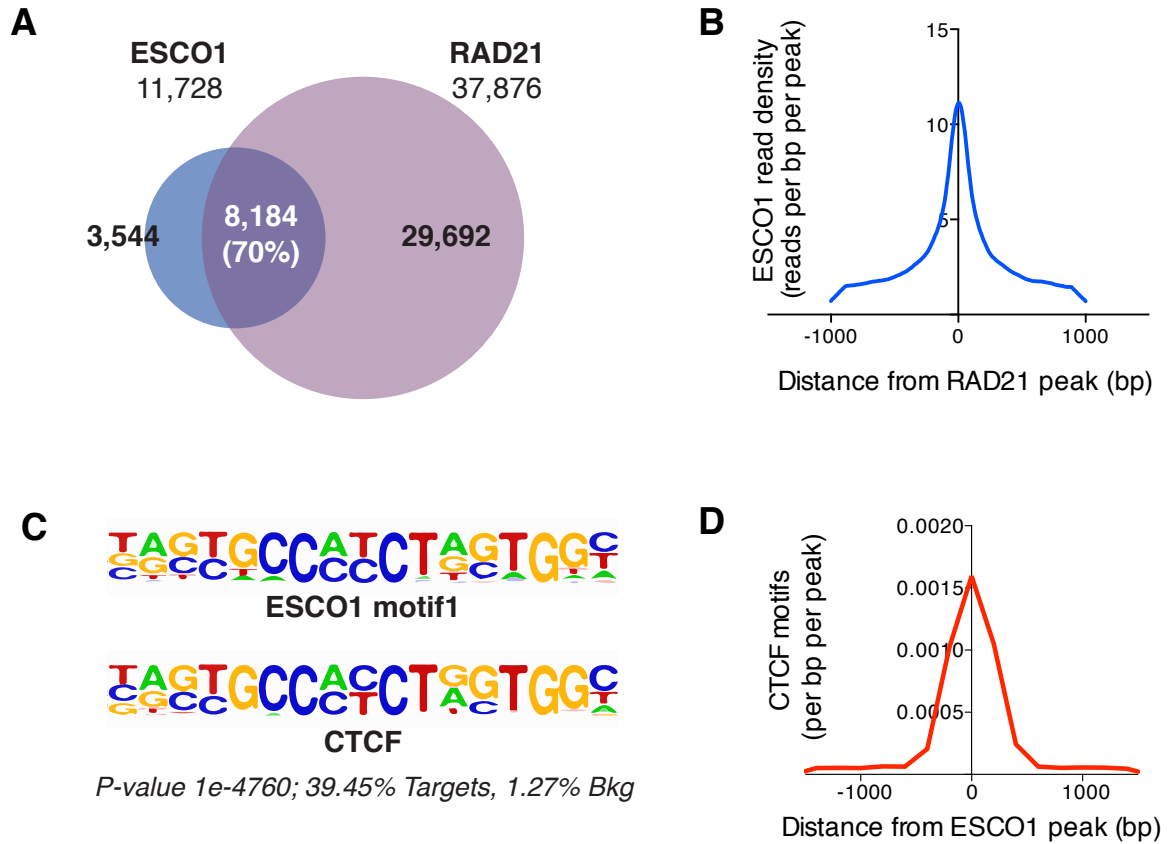 A
ESCO1
11,728
RAD21
37,876
3,544
8,184
(70%)
29,692
B
ESCO1 read density
(reads per bp per peak)
15
10
5
-1000
0
1000
Distance from RAD21 peak (bp)
C
ESCO1 motif1
CTCF
P-value 1e-4760; 39.45% Targets, 1.27% Bkg
D
CTCF motifs
(per bp per peak)
0.0020
0.0015
0.0010
0.0005
-1000
0
1000
Distance from ESCO1 peak (bp)